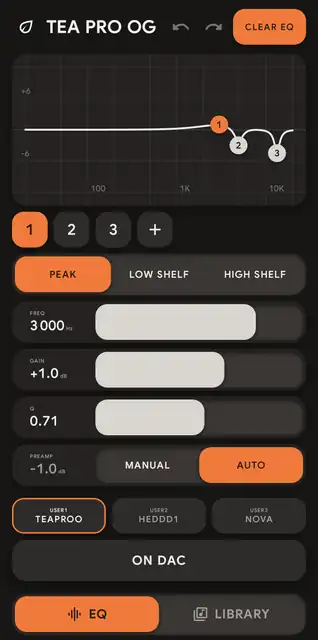 TEA PRO OG
CLEAR EQ
+6
-6
1
2
3
100 1K 10K
1 2 3 +
PEAK LOW SHELF HIGH SHELF
FREQ
3 000 Hz
GAIN
+1.0 dB
Q
0.71
PREAMP
-1.0 dB
MANUAL AUTO
USER1 USER2 USER3
TEAPROO HEDDD1 NOVA
ON DAC
EQ LIBRARY